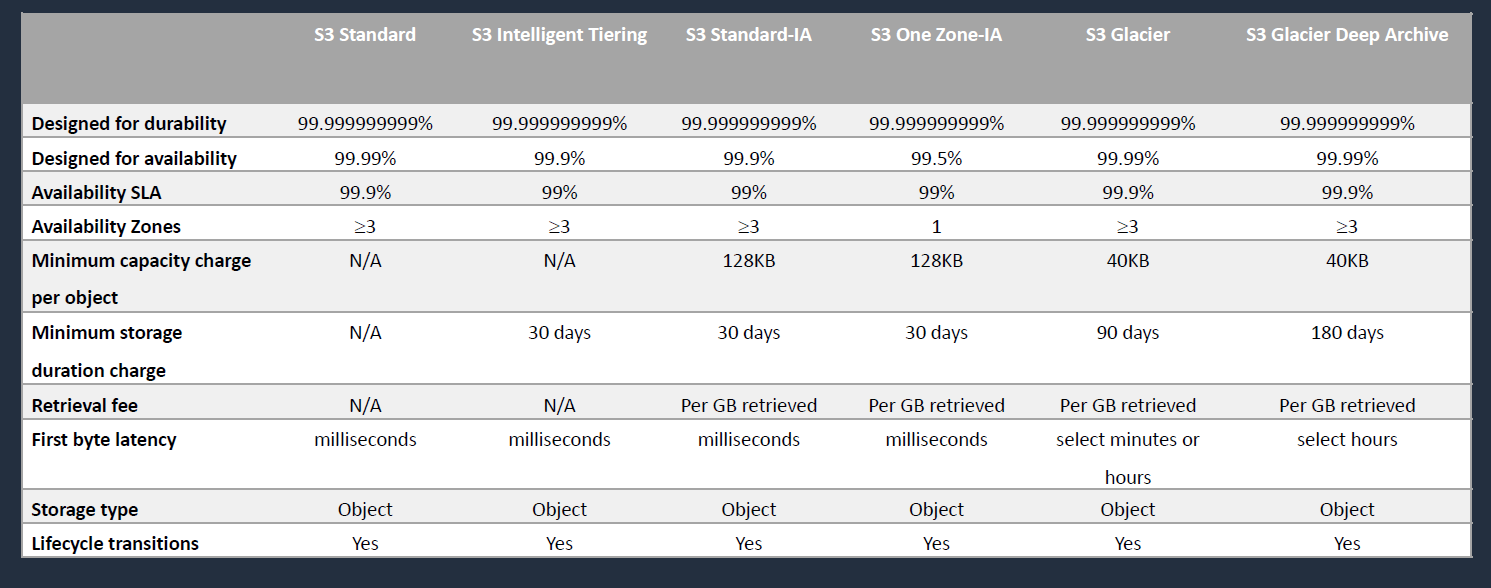 S3 Standard S3 Intelligent Tiering S3 Standard-IA S3 One Zone-IA S3 Glacier S3 Glacier Deep Archive
Designed for durability 99.999999999% 99.999999999% 99.999999999% 99.999999999% 99.999999999% 99.999999999%
Designed for availability 99.99% 99.9% 99.9% 99.5% 99.99% 99.99%
Availability SLA 99.9% 99% 99% 99% 99.9% 99.9%
Availability Zones ≥3 ≥3 ≥3 1 ≥3 ≥3
Minimum capacity charge N/A N/A 128KB 128KB 40KB 40KB
per object
Minimum storage N/A 30 days 30 days 30 days 90 days 180 days
duration charge
Retrieval fee N/A N/A Per GB retrieved Per GB retrieved Per GB retrieved Per GB retrieved
First byte latency milliseconds milliseconds milliseconds milliseconds select minutes or select hours
hours
Storage type Object Object Object Object Object Object
Lifecycle transitions Yes Yes Yes Yes Yes Yes